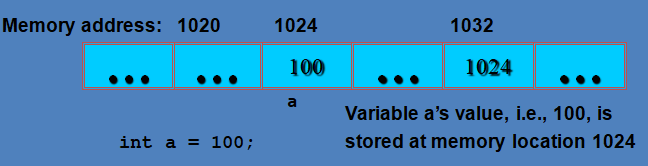 Memory address: 1020 1024 1032
... ... 100 ... 1024 ...
a
Variable a's value, i.e., 100, is
int a = 100; stored at memory location 1024